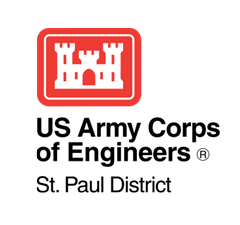 US Army Corps
of Engineers ®
St. Paul District